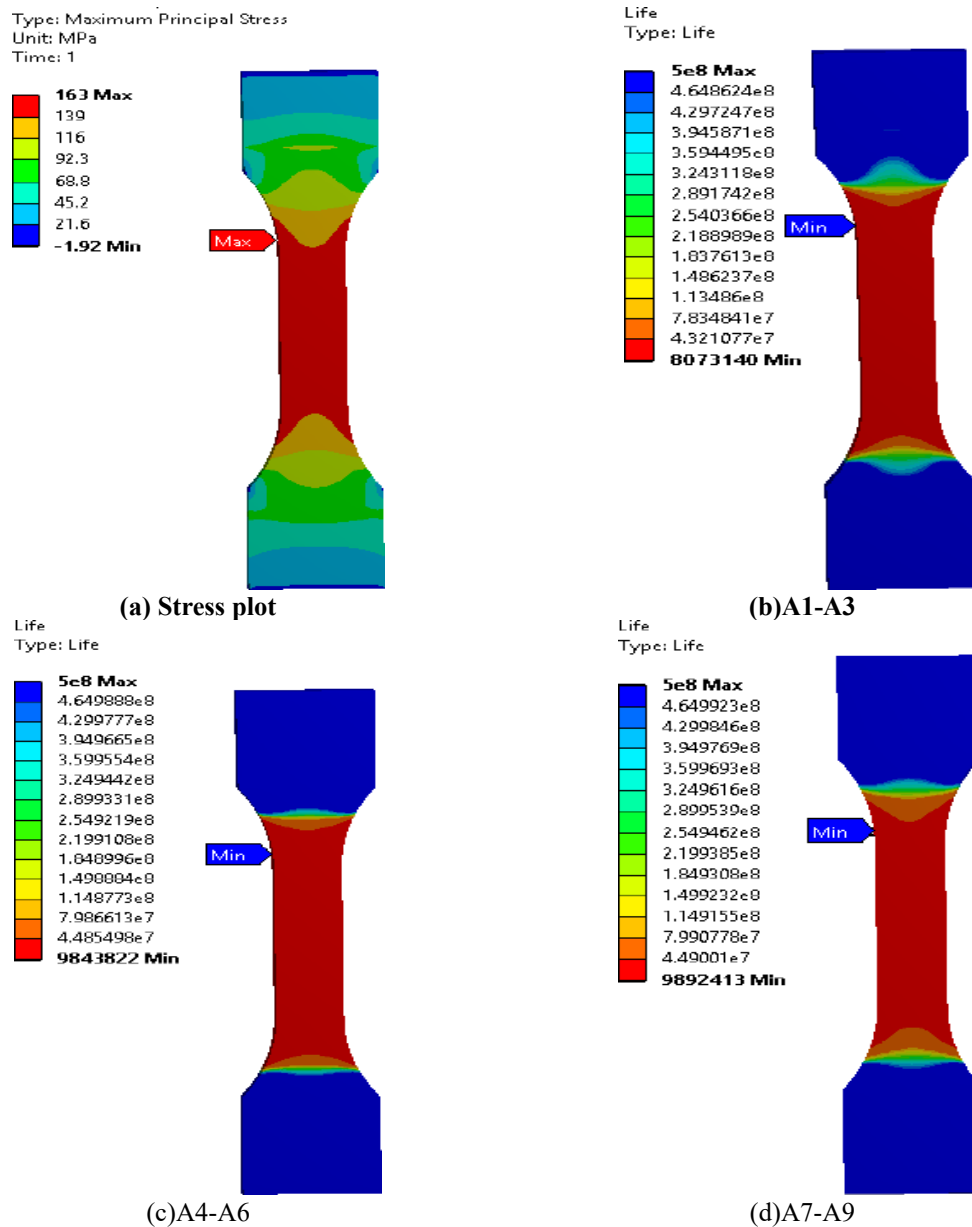 Type: Maximum Principal Stress
Unit: MPa
Time: 1
163 Max
139
116
92.3
68.8
45.2
21.6
-1.92 Min
Max
(a) Stress plot
Life
Type: Life
5e8 Max
4.648624e8
4.297247e8
3.945871e8
3.594495e8
3.243118e8
2.891742e8
2.540366e8
2.188989e8
1.837613e8
1.486237e8
1.13486e8
7.834841e7
4.321077e7
8073140 Min
Min
(b)A1-A3
Life
Type: Life
5e8 Max
4.649888e8
4.299777e8
3.949665e8
3.599554e8
3.249442e8
2.899331e8
2.549219e8
2.199108e8
1.848996e8
1.498884e8
1.148773e8
7.986613e7
4.485498e7
9843822 Min
Min
(c)A4-A6
Life
Type: Life
5e8 Max
4.649923e8
4.299846e8
3.949769e8
3.599693e8
3.249616e8
2.899539e8
2.549462e8
2.199385e8
1.849308e8
1.499232e8
1.149155e8
7.990778e7
4.49001e7
9892413 Min
Min
(d)A7-A9